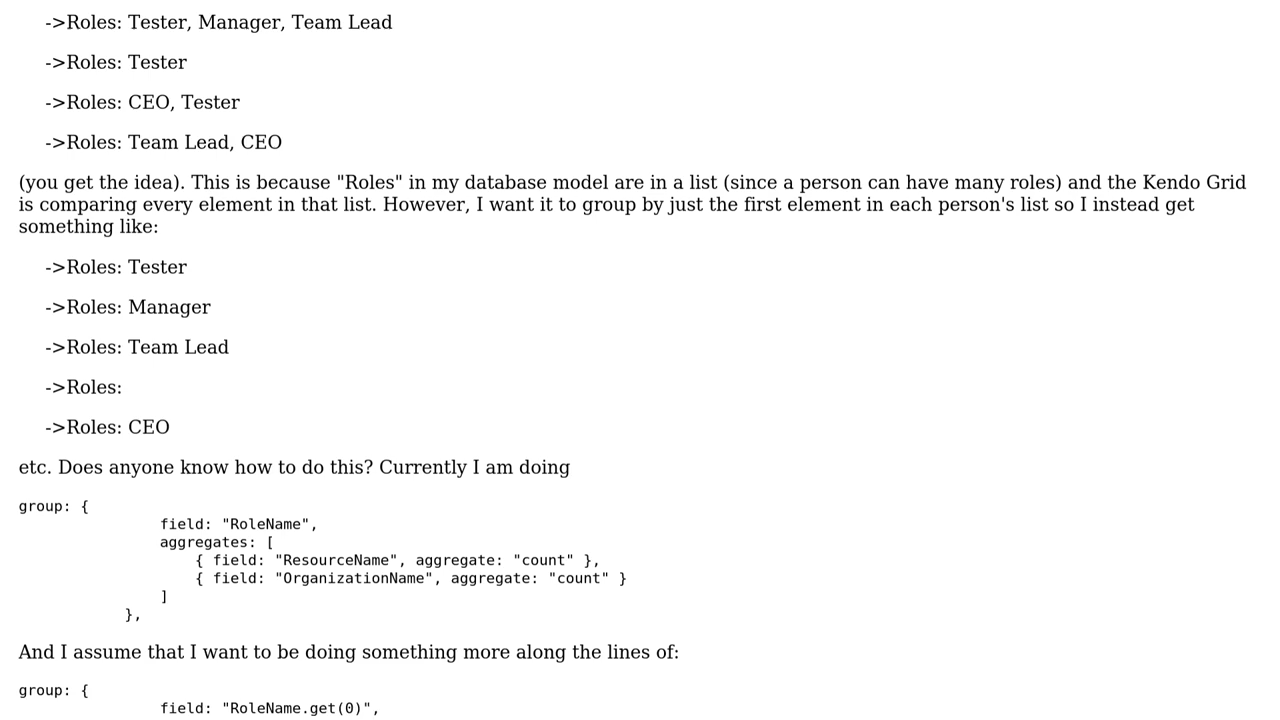 ->Roles: Tester, Manager, Team Lead
->Roles: Tester
->Roles: CEO, Tester
->Roles: Team Lead, CEO
(you get the idea). This is because "Roles" in my database model are in a list (since a person can have many roles) and the Kendo Grid
is comparing every element in that list. However, I want it to group by just the first element in each person's list so I instead get
something like:
->Roles: Tester
->Roles: Manager
->Roles: Team Lead
->Roles:
->Roles: CEO
etc. Does anyone know how to do this? Currently I am doing
group: {
                field: "RoleName",
                aggregates: [
                    { field: "ResourceName", aggregate: "count" },
                    { field: "OrganizationName", aggregate: "count" }
                ]
            },
And I assume that I want to be doing something more along the lines of:
group: {
                field: "RoleName.get(0)",